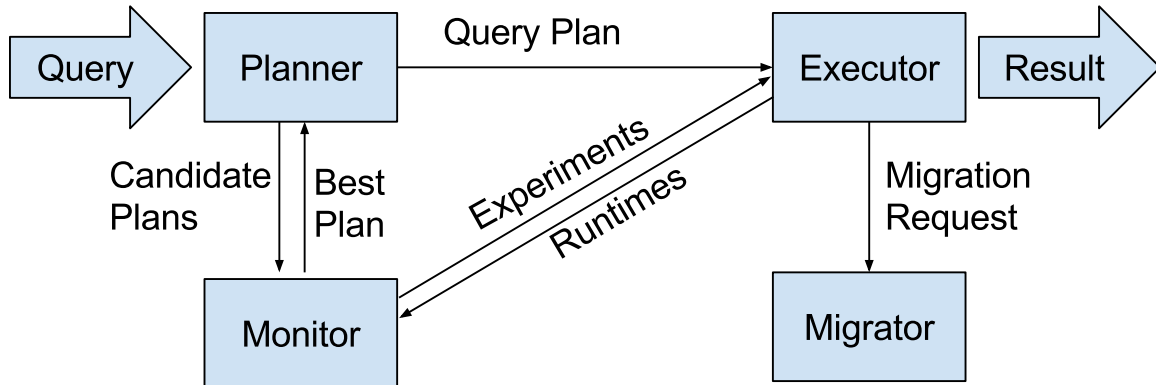 Query
Planner
Query Plan
Executor
Result
Candidate
Plans
Best
Plan
Experiments
Runtimes
Migration
Request
Monitor
Migrator